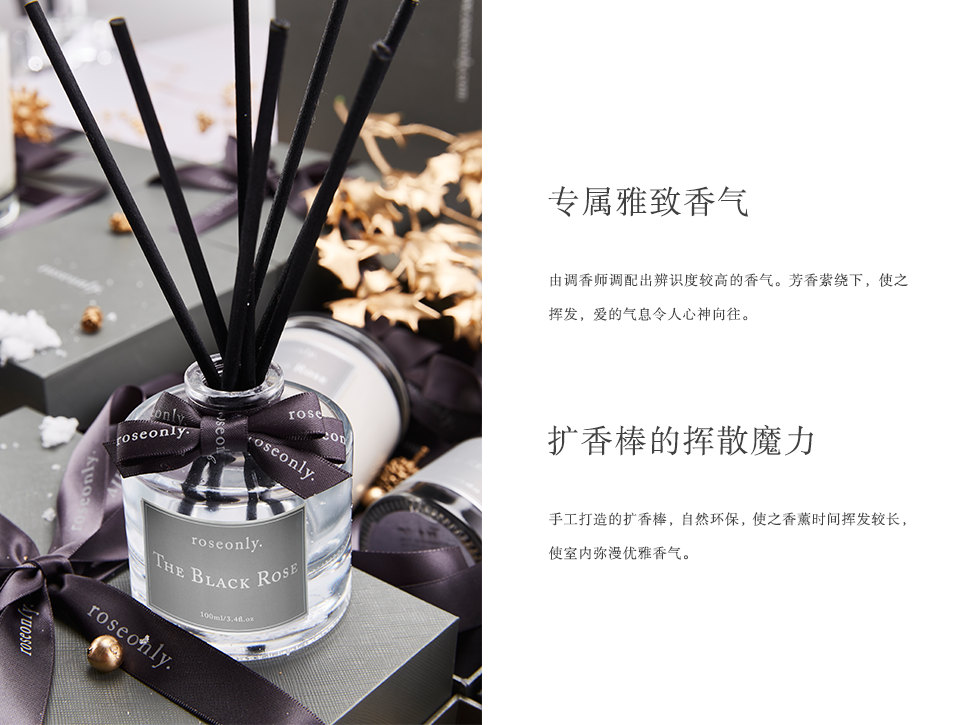 专属雅致香气
由调香师调配出辨识度较高的香气。芳香萦绕下，使之
挥发，爱的气息令人心神向往。
扩香棒的挥散魔力
手工打造的扩香棒，自然环保，使之香薰时间挥发较长，
使室内弥漫优雅香气。
roseonly.
roseonly.
roseonly.
roseonly.
THE BLACK ROSE
100ml/3.4fl.oz
roseonly.
roseonly.
roseonly.
Rose